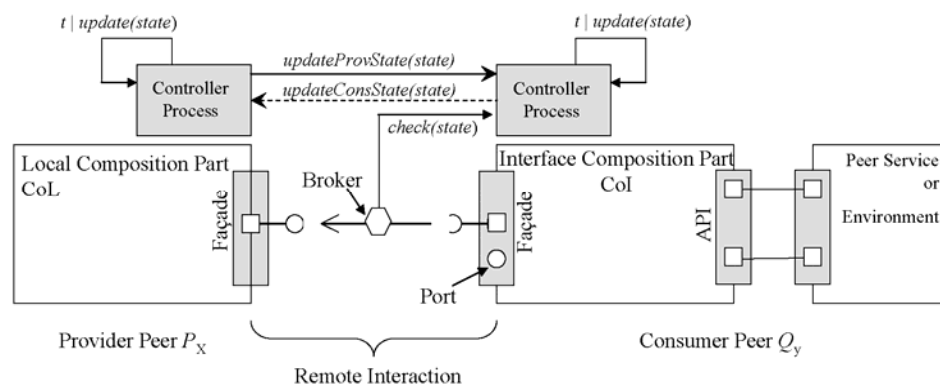 t | update(state)
t | update(state)
updateProvState(state)
Controller
Process
Controller
Process
updateConsState(state)
check(state)
Local Composition Part
CoL
Broker
Façade
Interface Composition Part
CoI
Façade
API
Peer Service
or
Environment
Port
Provider Peer PX
Consumer Peer Qy
Remote Interaction